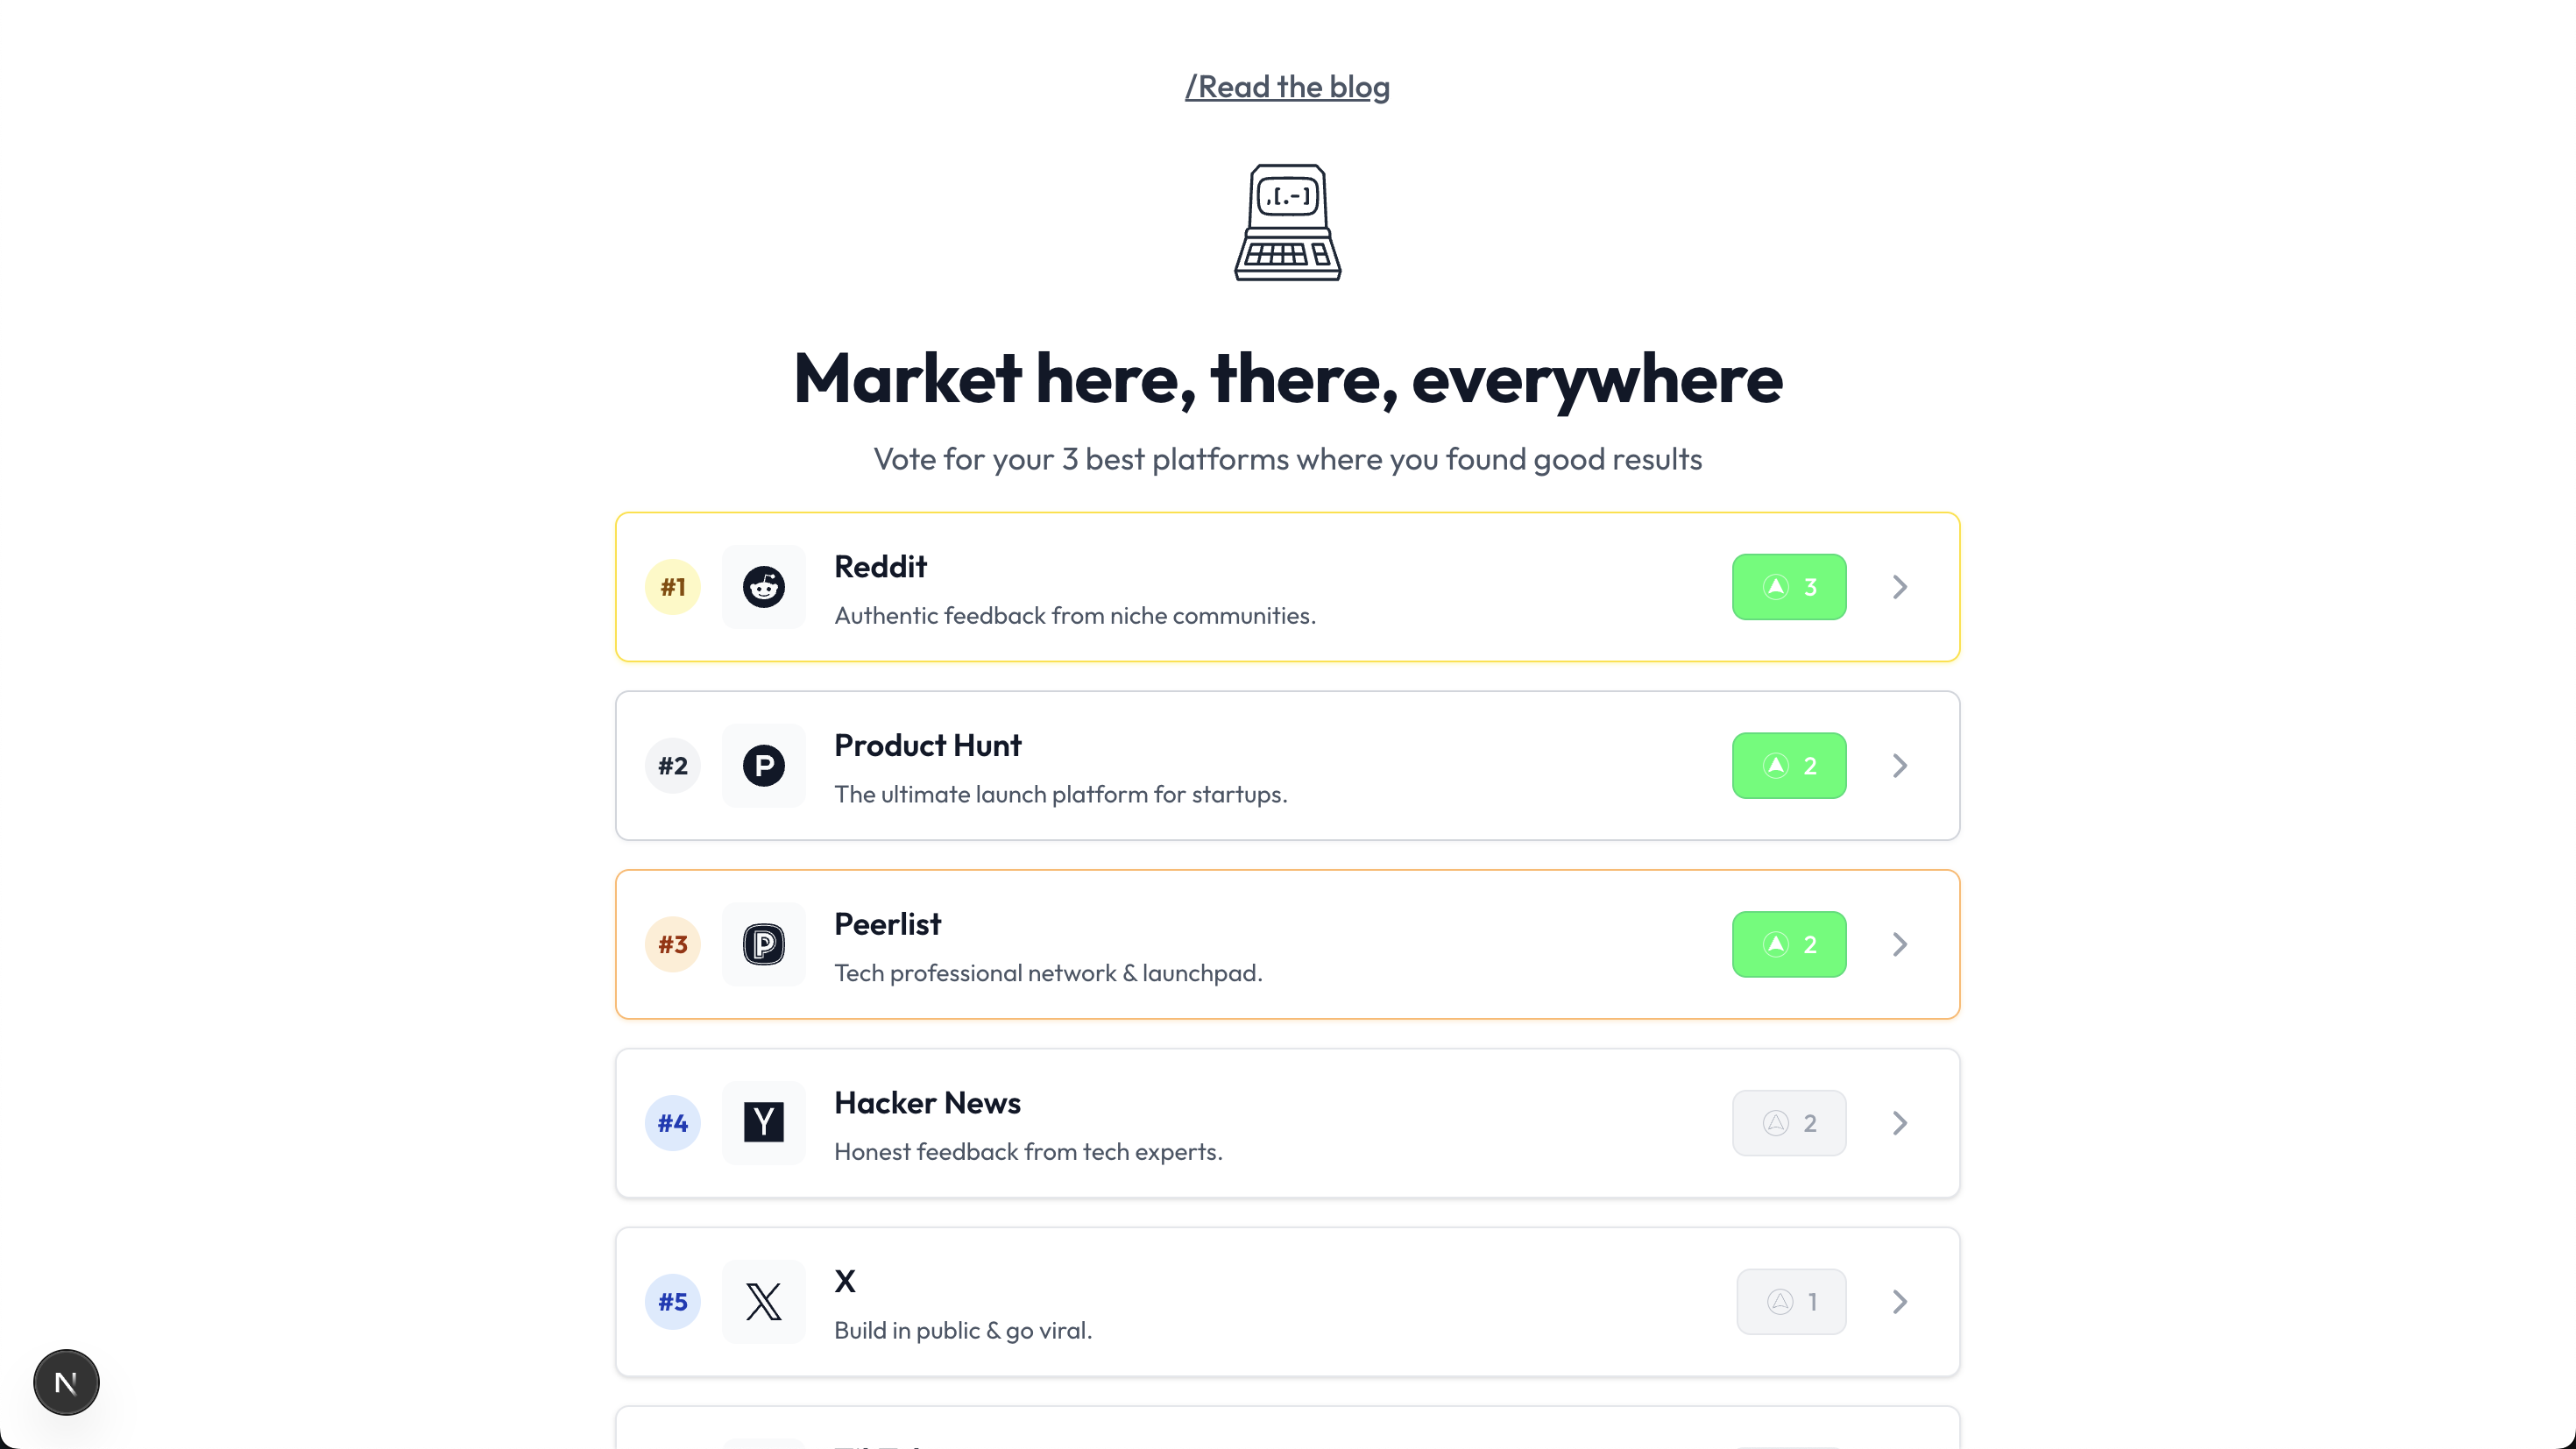 /Read the blog
,[.-]
Market here, there, everywhere
Vote for your 3 best platforms where you found good results
#1
Reddit
3
Authentic feedback from niche communities.
#2
P
Product Hunt
2
The ultimate launch platform for startups.
#3
P
Peerlist
2
Tech professional network & launchpad.
#4
Y
Hacker News
2
Honest feedback from tech experts.
#5
X
X
1
Build in public & go viral.
N